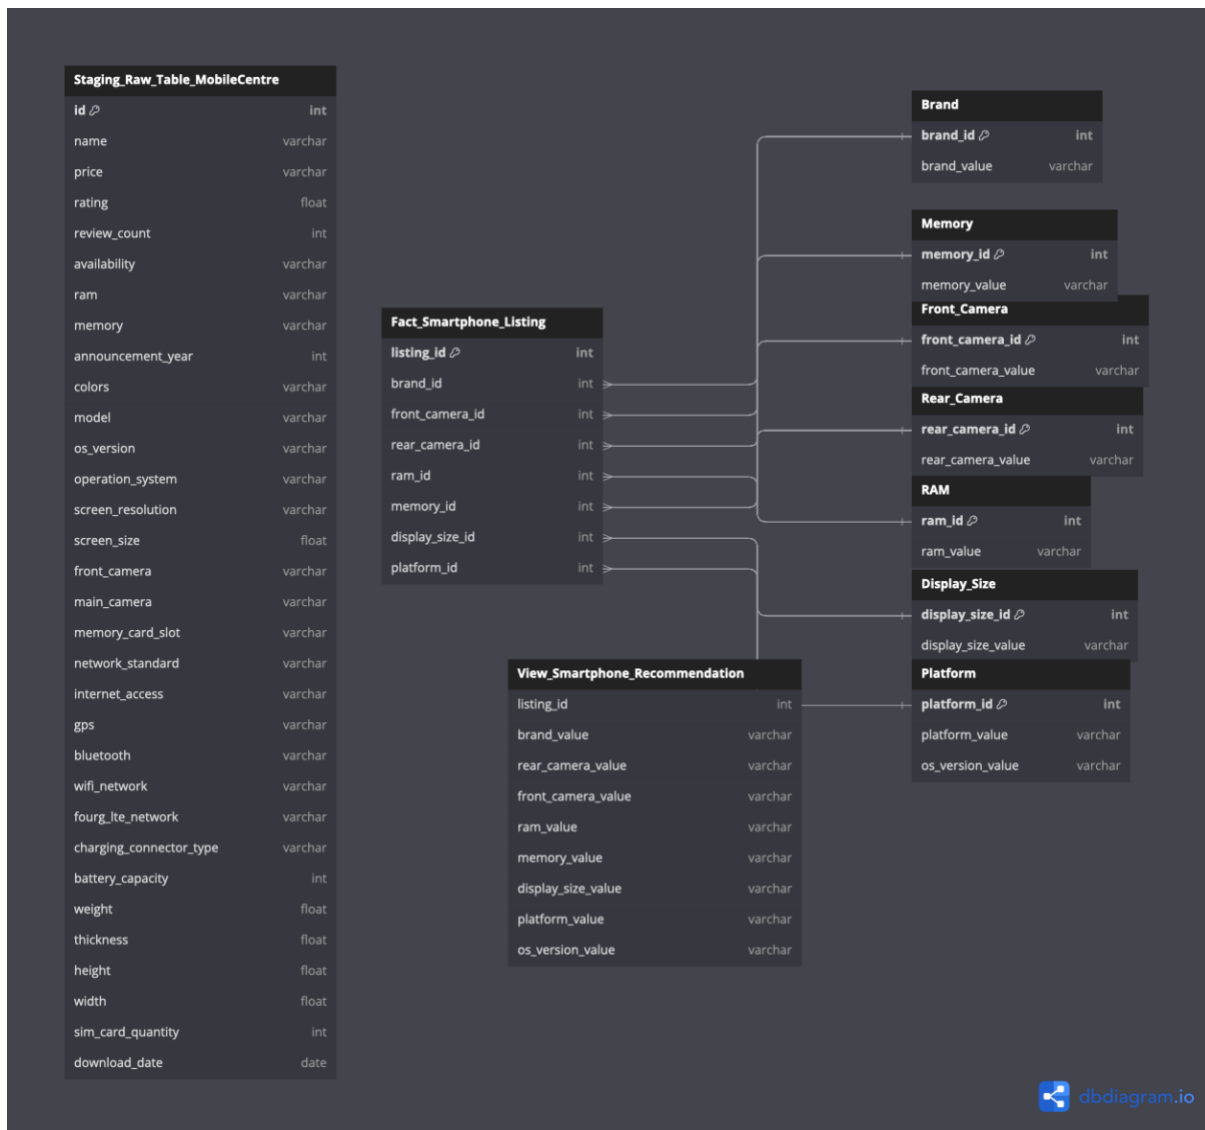 Staging_Raw_Table_MobileCentre
id int
name varchar
price varchar
rating float
review_count int
availability varchar
ram varchar
memory varchar
announcement_year int
colors varchar
model varchar
os_version varchar
operation_system varchar
screen_resolution varchar
screen_size float
front_camera varchar
main_camera varchar
memory_card_slot varchar
network_standard varchar
internet_access varchar
gps varchar
bluetooth varchar
wifi_network varchar
fourg_lte_network varchar
charging_connector_type varchar
battery_capacity int
weight float
thickness float
height float
width float
sim_card_quantity int
download_date date
Fact_Smartphone_Listing
listing_id int
brand_id int
front_camera_id int
rear_camera_id int
ram_id int
memory_id int
display_size_id int
platform_id int
View_Smartphone_Recommendation
listing_id int
brand_value varchar
rear_camera_value varchar
front_camera_value varchar
ram_value varchar
memory_value varchar
display_size_value varchar
platform_value varchar
os_version_value varchar
Brand
brand_id int
brand_value varchar
Memory
memory_id int
memory_value varchar
Front_Camera
front_camera_id int
front_camera_value varchar
Rear_Camera
rear_camera_id int
rear_camera_value varchar
RAM
ram_id int
ram_value varchar
Display_Size
display_size_id int
display_size_value varchar
Platform
platform_id int
platform_value varchar
os_version_value varchar
dbdiagram.io